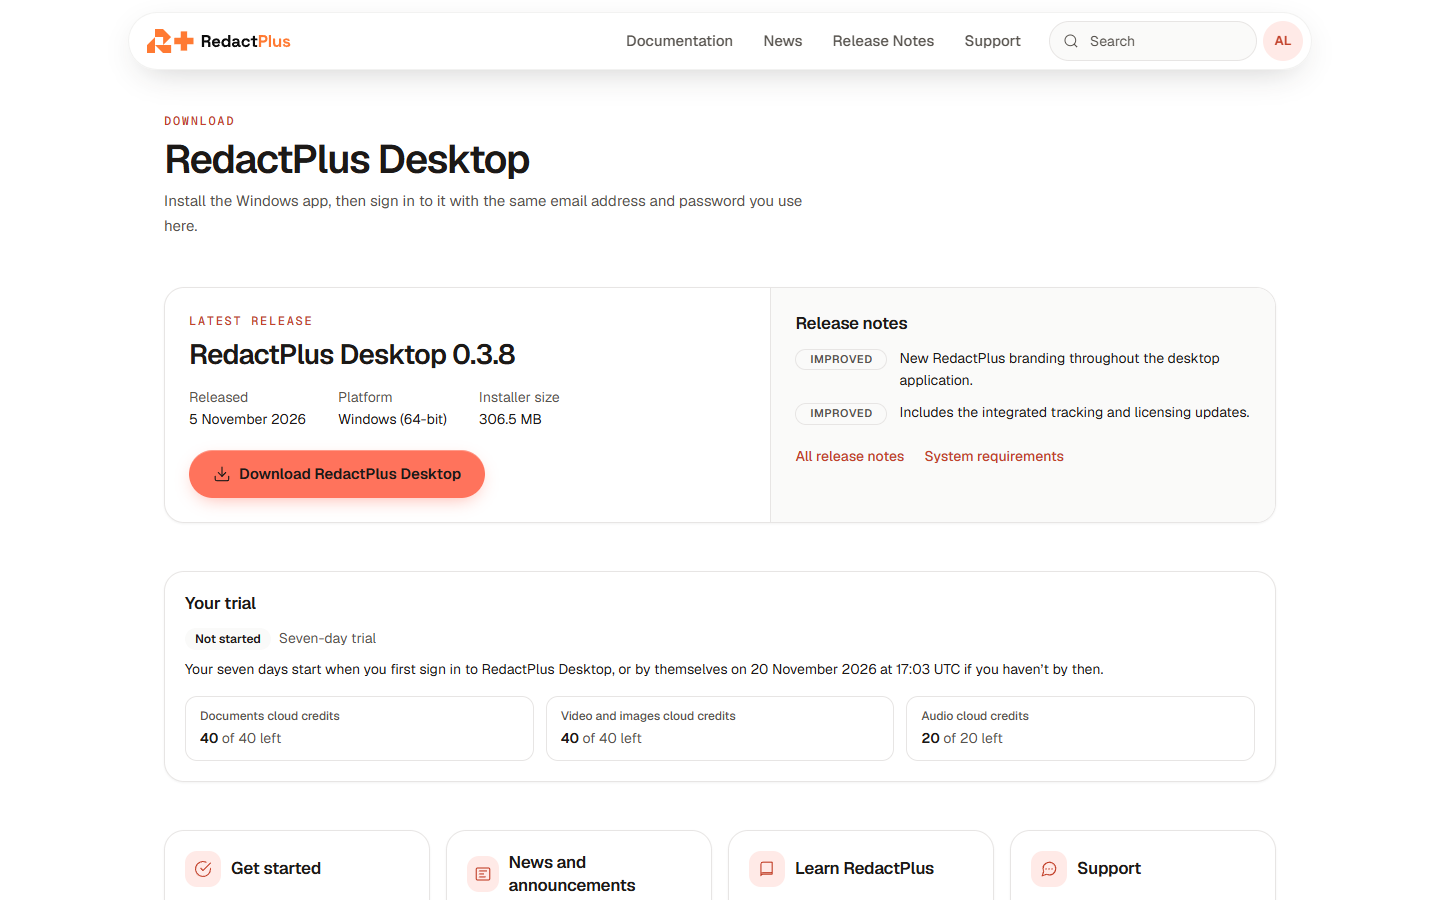 RedactPlus
Documentation
News
Release Notes
Support
Search
AL
DOWNLOAD
RedactPlus Desktop
Install the Windows app, then sign in to it with the same email address and password you use
here.
LATEST RELEASE
RedactPlus Desktop 0.3.8
Released
5 November 2026
Platform
Windows (64-bit)
Installer size
306.5 MB
Download RedactPlus Desktop
Release notes
IMPROVED
New RedactPlus branding throughout the desktop
application.
IMPROVED
Includes the integrated tracking and licensing updates.
All release notes
System requirements
Your trial
Not started
Seven-day trial
Your seven days start when you first sign in to RedactPlus Desktop, or by themselves on 20 November 2026 at 17:03 UTC if you haven't by then.
Documents cloud credits
40 of 40 left
Video and images cloud credits
40 of 40 left
Audio cloud credits
20 of 20 left
Get started
News and
announcements
Learn RedactPlus
Support